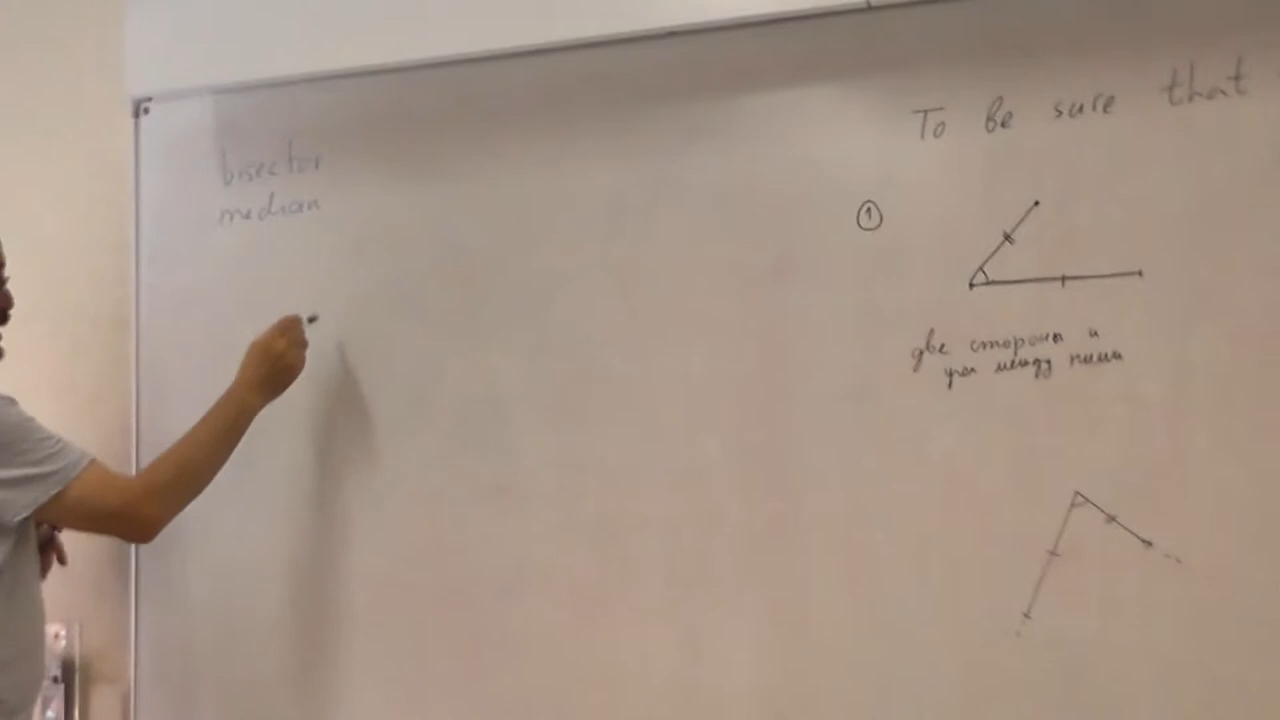 bisector
median
To be sure that
①
две стороны и
угол между ними